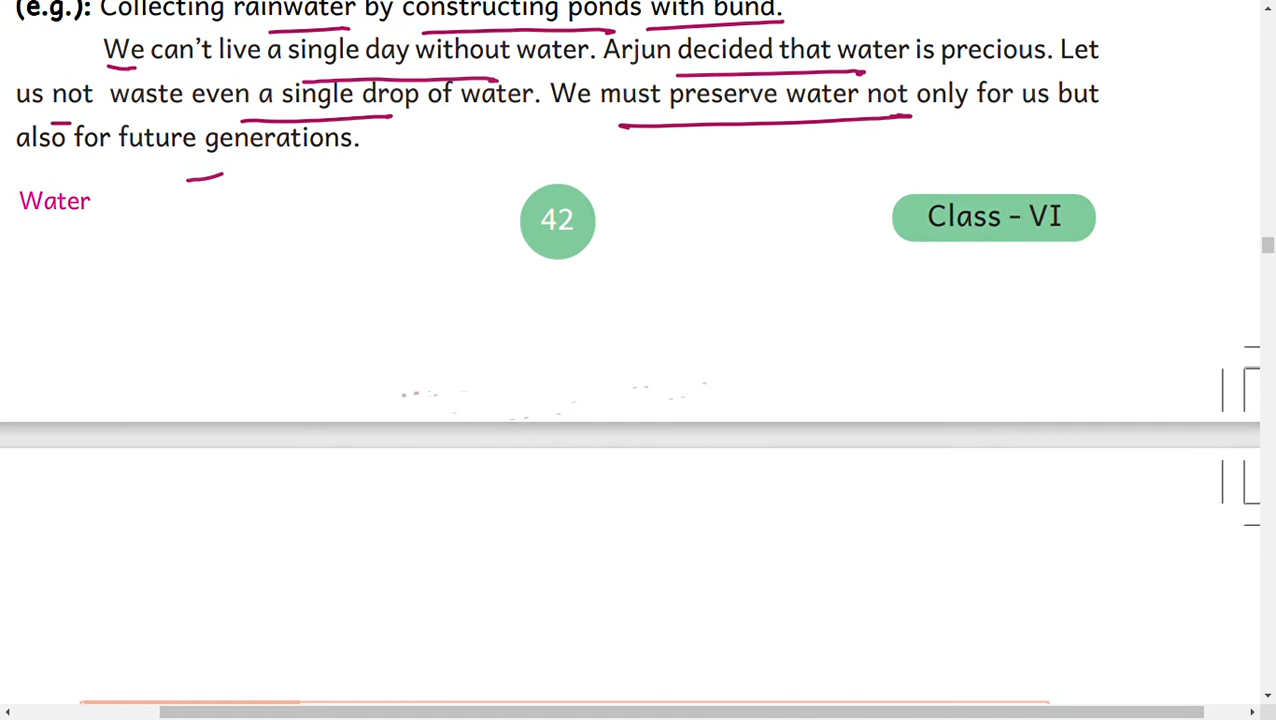 (e.g.): Collecting rainwater by constructing ponds with bund.
We can't live a single day without water. Arjun decided that water is precious. Let
us not waste even a single drop of water. We must preserve water not only for us but
also for future generations.
Water
42
Class - VI